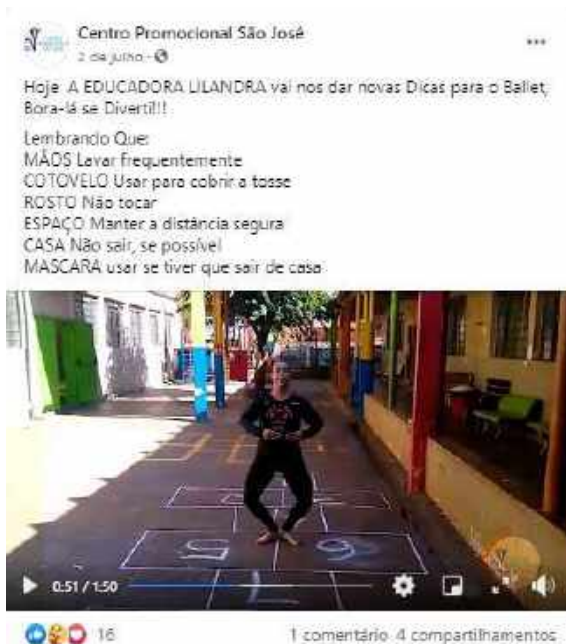 Centro Promocional São José
2 de julho
Hoje A EDUCADORA LILANDRA vai nos dar novas Dicas para o Ballet,
Bora-lá se Diverti!!!
Lembrando Que:
MÃOS Lavar frequentemente
COTOVELO Usar para cobrir a tosse
ROSTO Não tocar
ESPAÇO Manter a distância segura
CASA Não sair, se possível
MASCARA usar se tiver que sair de casa
0:51 / 1:50
16
1 comentário 4 compartilhamentos